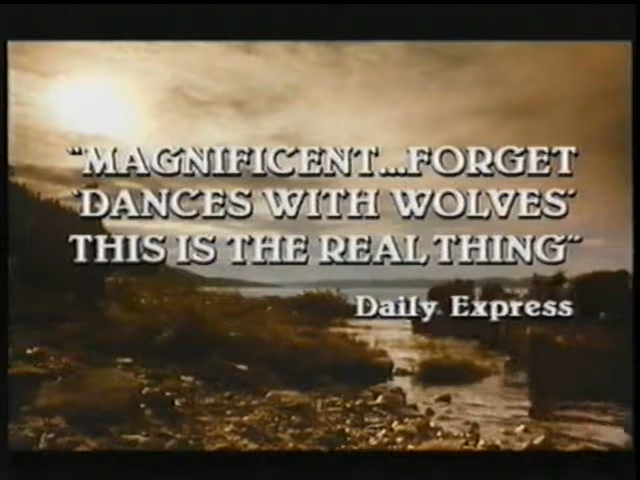 "MAGNIFICENT...FORGET
'DANCES WITH WOLVES'
THIS IS THE REAL THING"
Daily Express